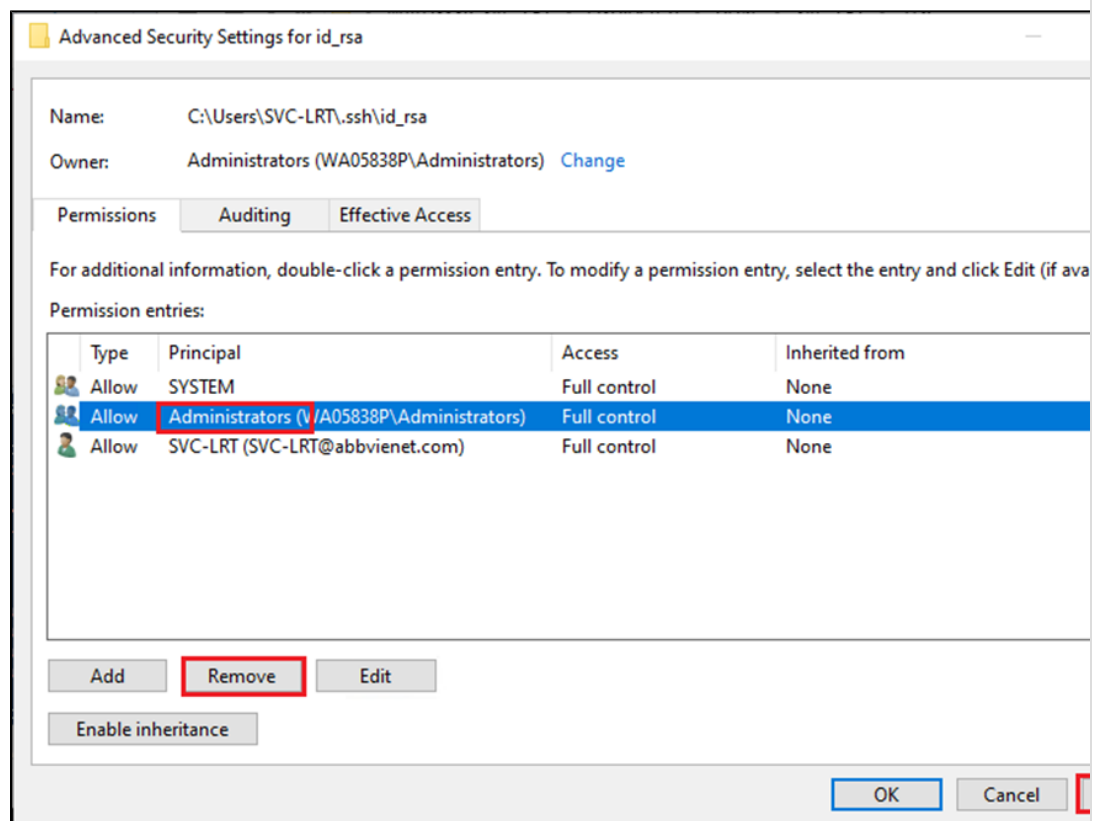 Advanced Security Settings for id_rsa
Name: C:\Users\SVC-LRT\.ssh\id_rsa
Owner: Administrators (WA05838P\Administrators) Change
Permissions Auditing Effective Access
For additional information, double-click a permission entry. To modify a permission entry, select the entry and click Edit (if ava
Permission entries:
Type Principal Access Inherited from
Allow SYSTEM Full control None
Allow Administrators (WA05838P\Administrators) Full control None
Allow SVC-LRT (SVC-LRT@abbvienet.com) Full control None
Add Remove Edit
Enable inheritance
OK Cancel